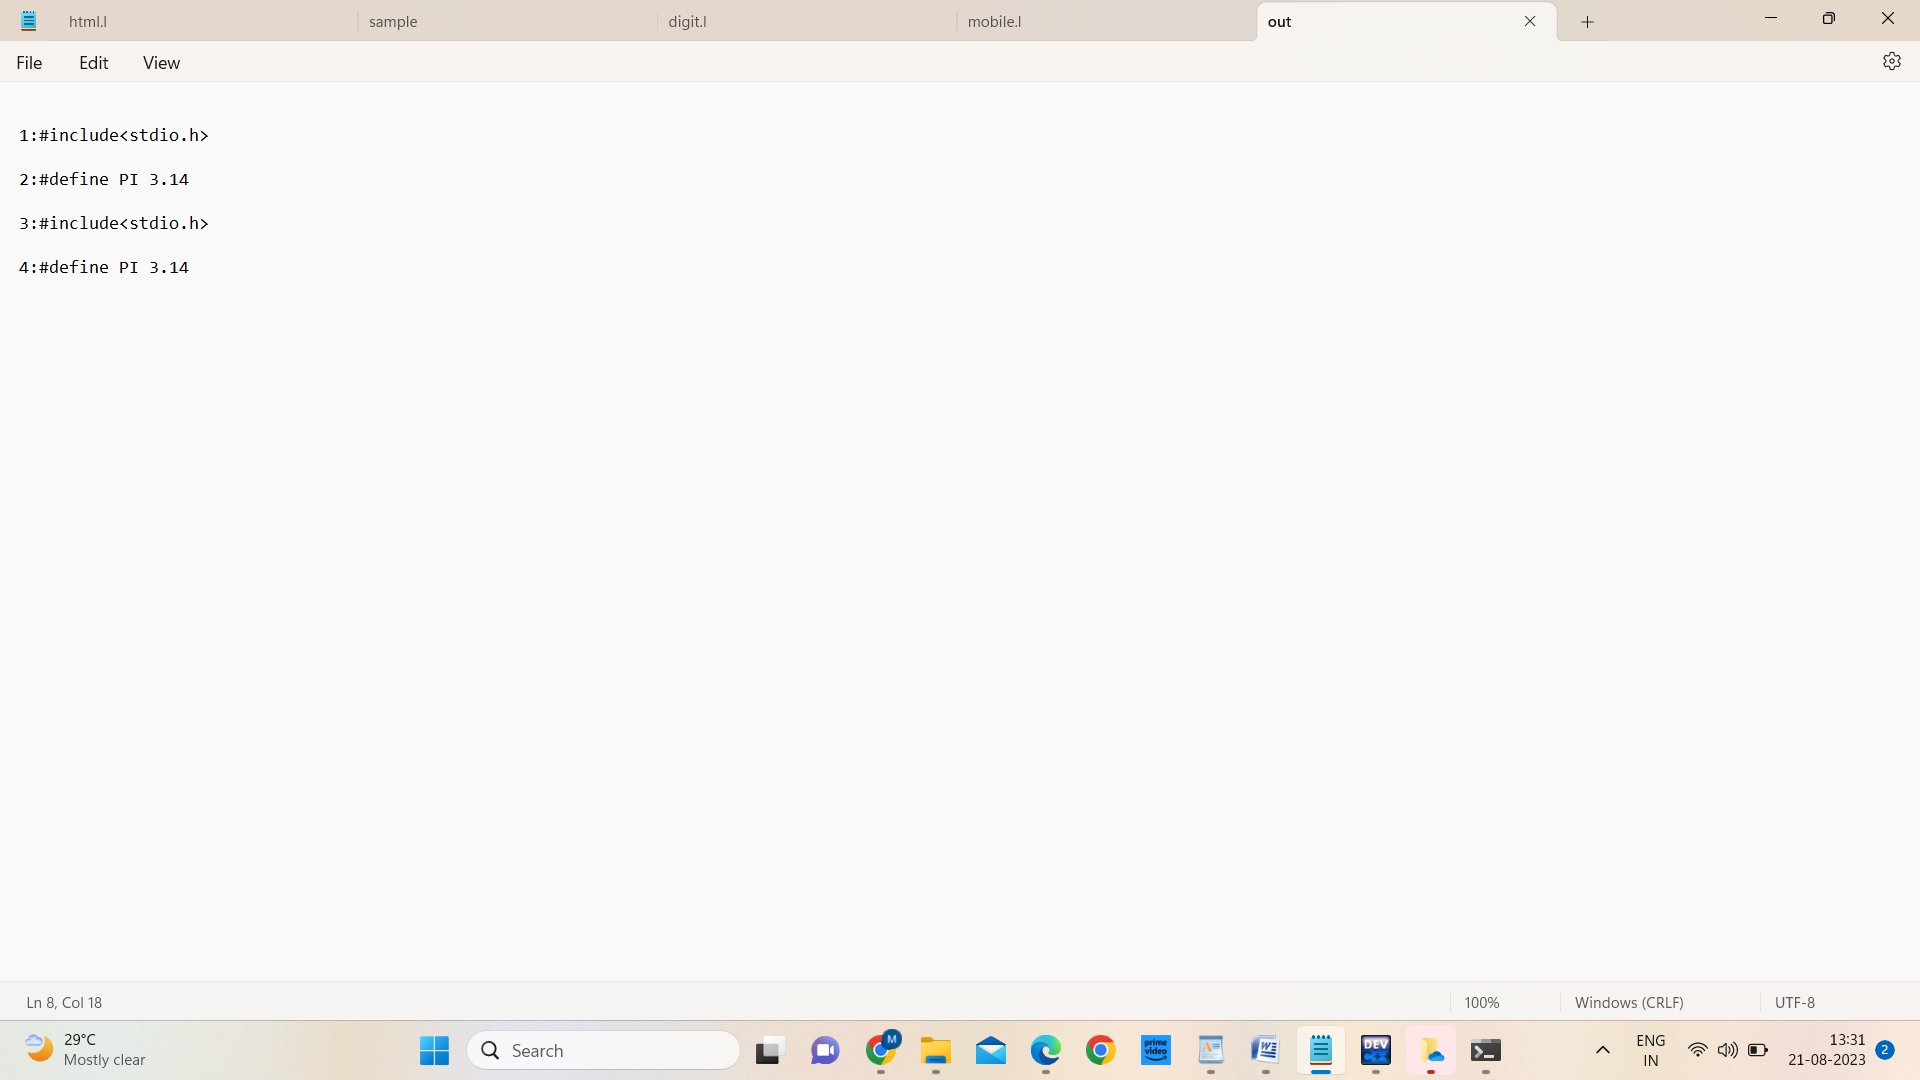 html.l
sample
digit.l
mobile.l
out
File
Edit
View
1:#include<stdio.h>
2:#define PI 3.14
3:#include<stdio.h>
4:#define PI 3.14
Ln 8, Col 18
100%
Windows (CRLF)
UTF-8
29°C
Mostly clear
Search
M
prime video
DEV
C++
ENG
IN
13:31
21-08-2023
2